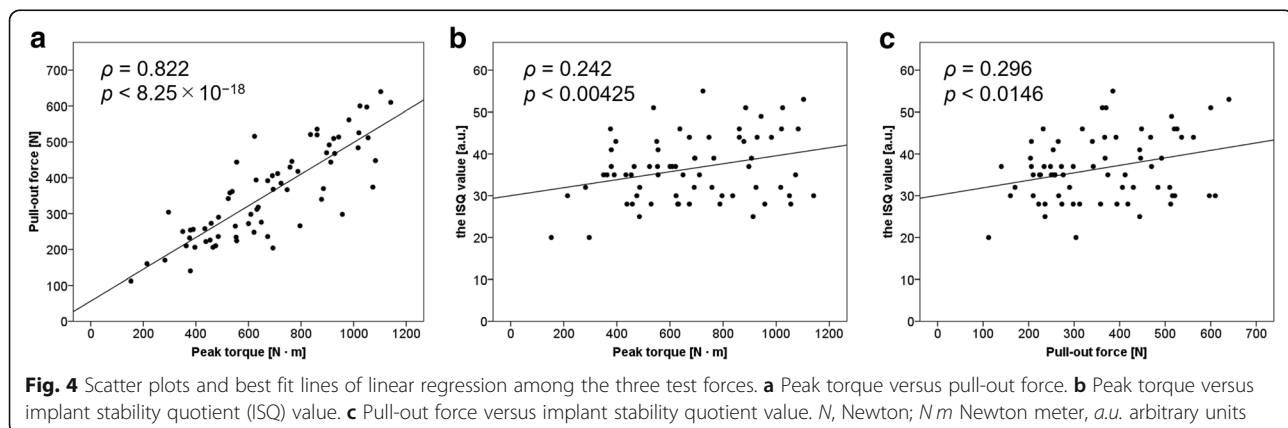 a
ρ = 0.822
p < 8.25 × 10⁻¹⁸
Pull-out force [N]
700
600
500
400
300
200
100
0
0 200 400 600 800 1000 1200
Peak torque [N · m]
b
ρ = 0.242
p < 0.00425
the ISQ value [a.u.]
60
50
40
30
20
10
0
0 200 400 600 800 1000 1200
Peak torque [N · m]
c
ρ = 0.296
p < 0.0146
the ISQ value [a.u.]
60
50
40
30
20
10
0
0 100 200 300 400 500 600 700
Pull-out force [N]
Fig. 4 Scatter plots and best fit lines of linear regression among the three test forces. a Peak torque versus pull-out force. b Peak torque versus
implant stability quotient (ISQ) value. c Pull-out force versus implant stability quotient value. N, Newton; N m Newton meter, a.u. arbitrary units